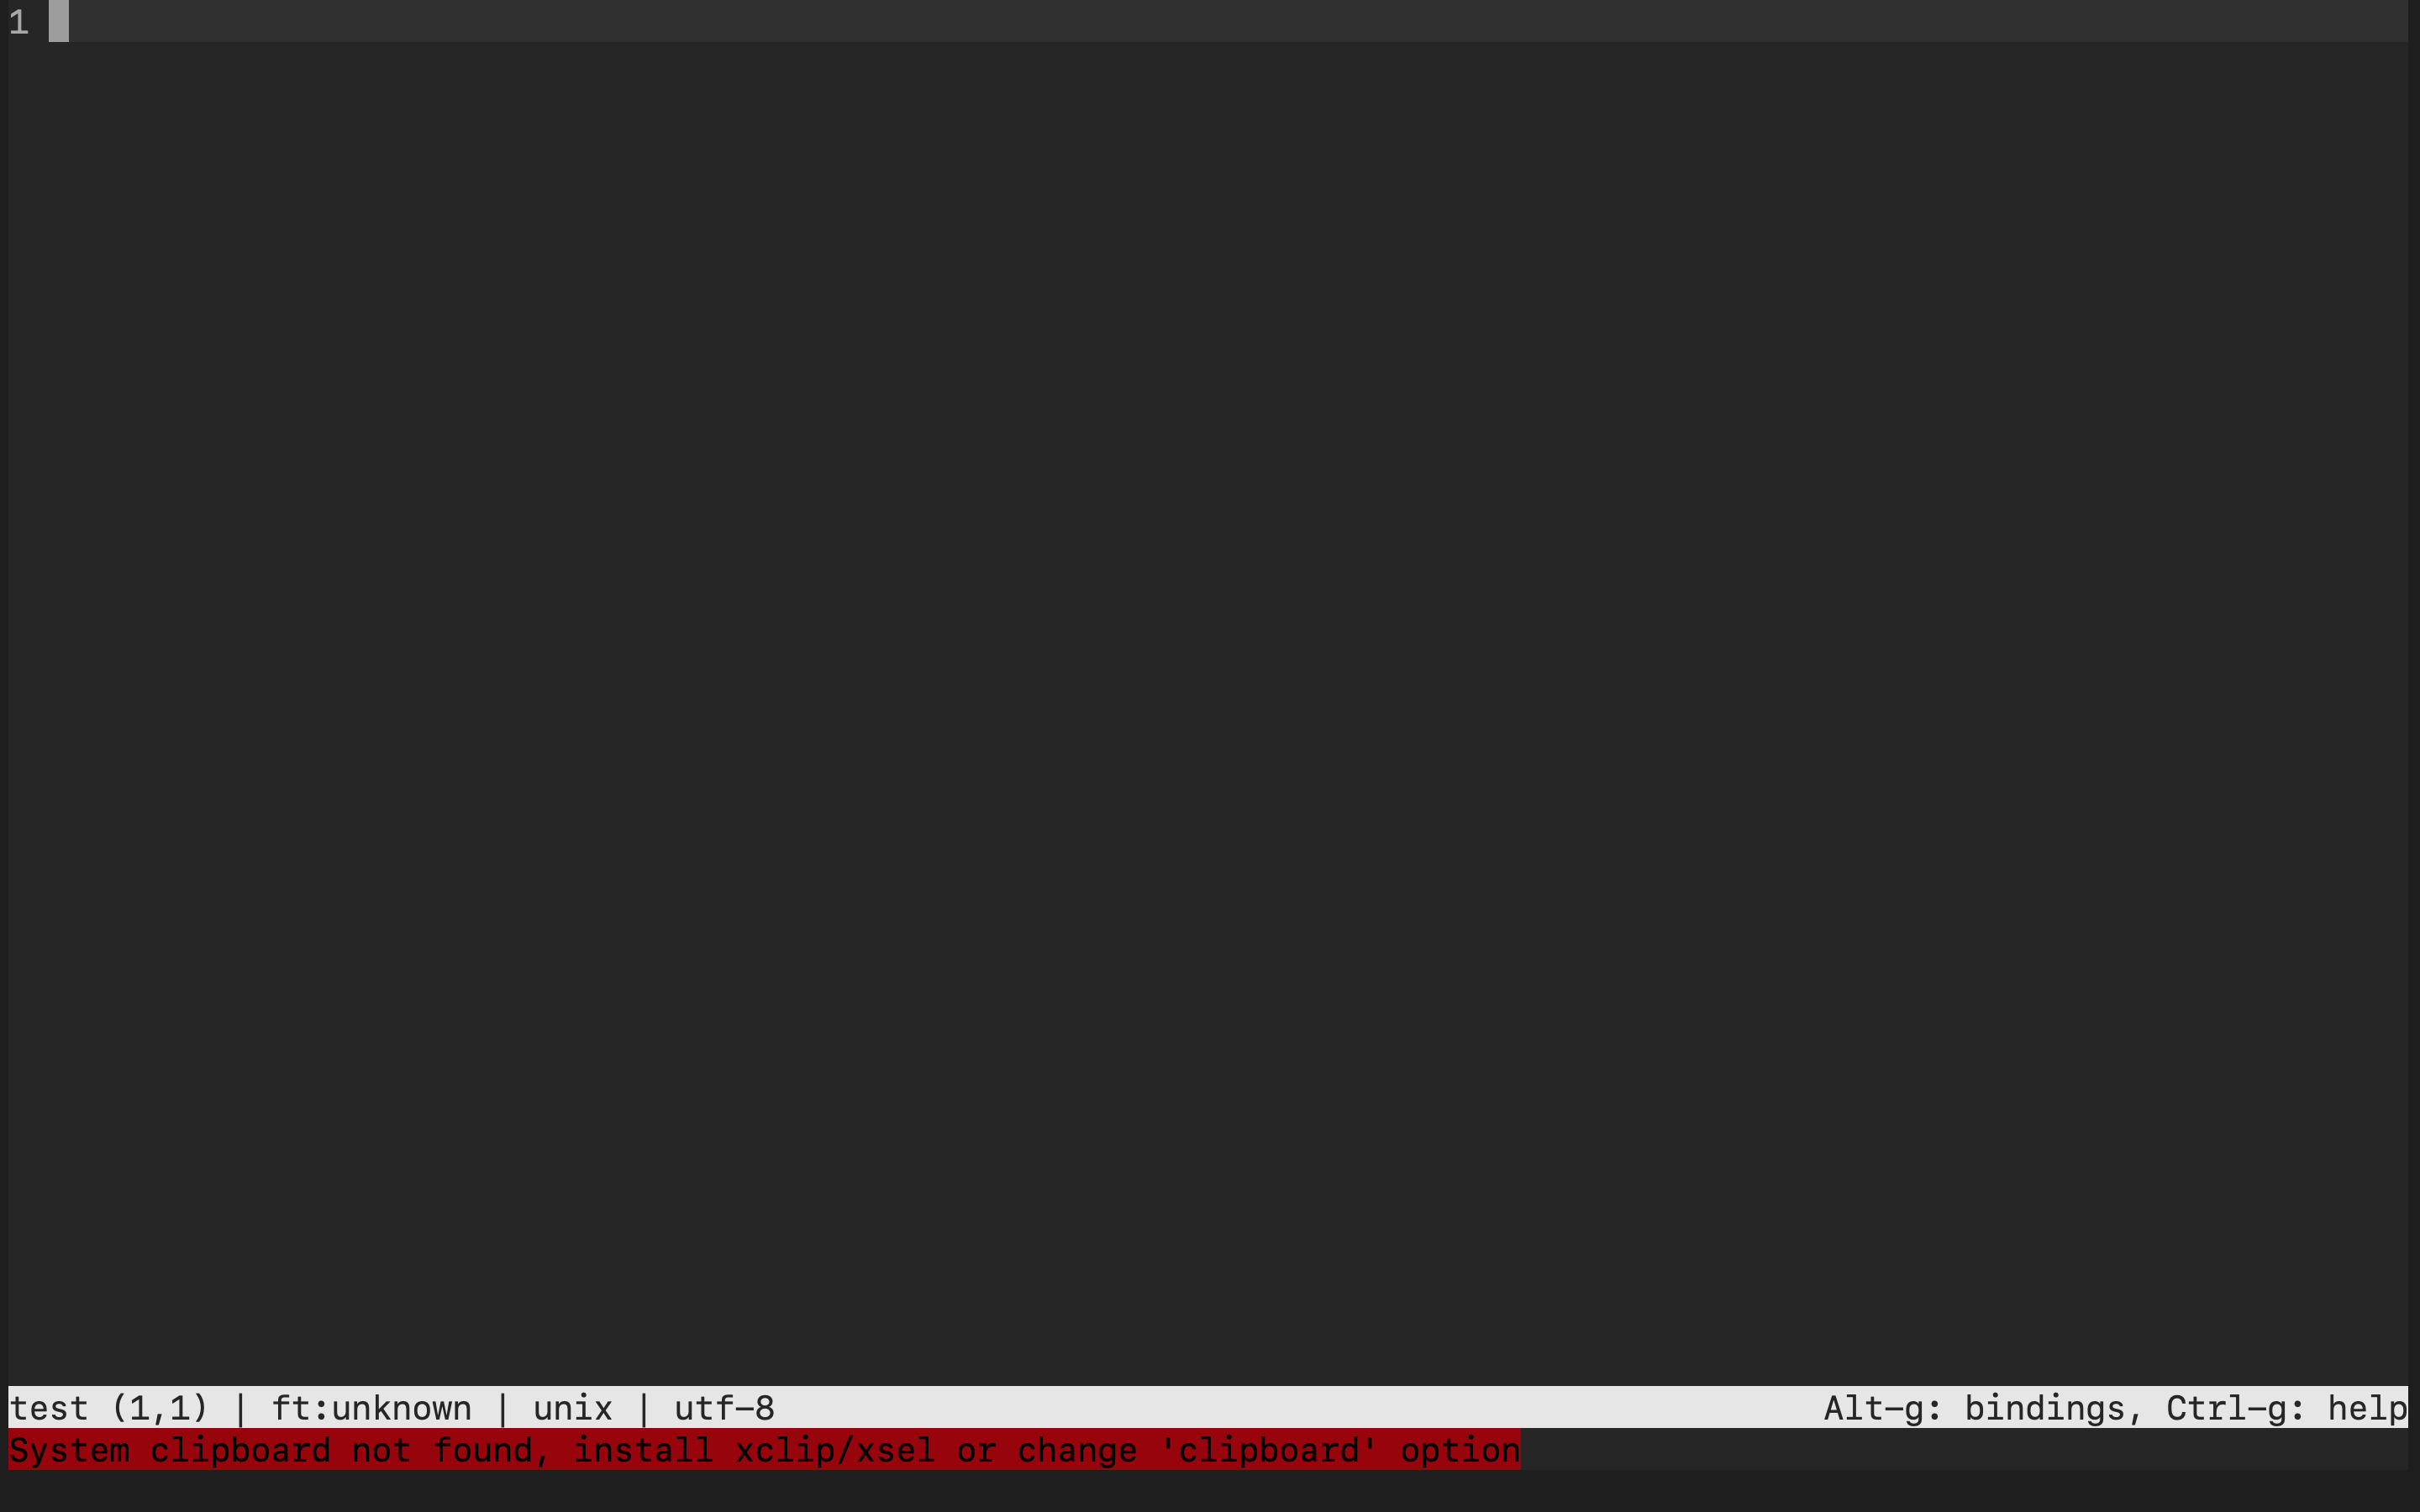 1
test (1,1) | ft:unknown | unix | utf-8 Alt-g: bindings, Ctrl-g: help
System clipboard not found, install xclip/xsel or change 'clipboard' option